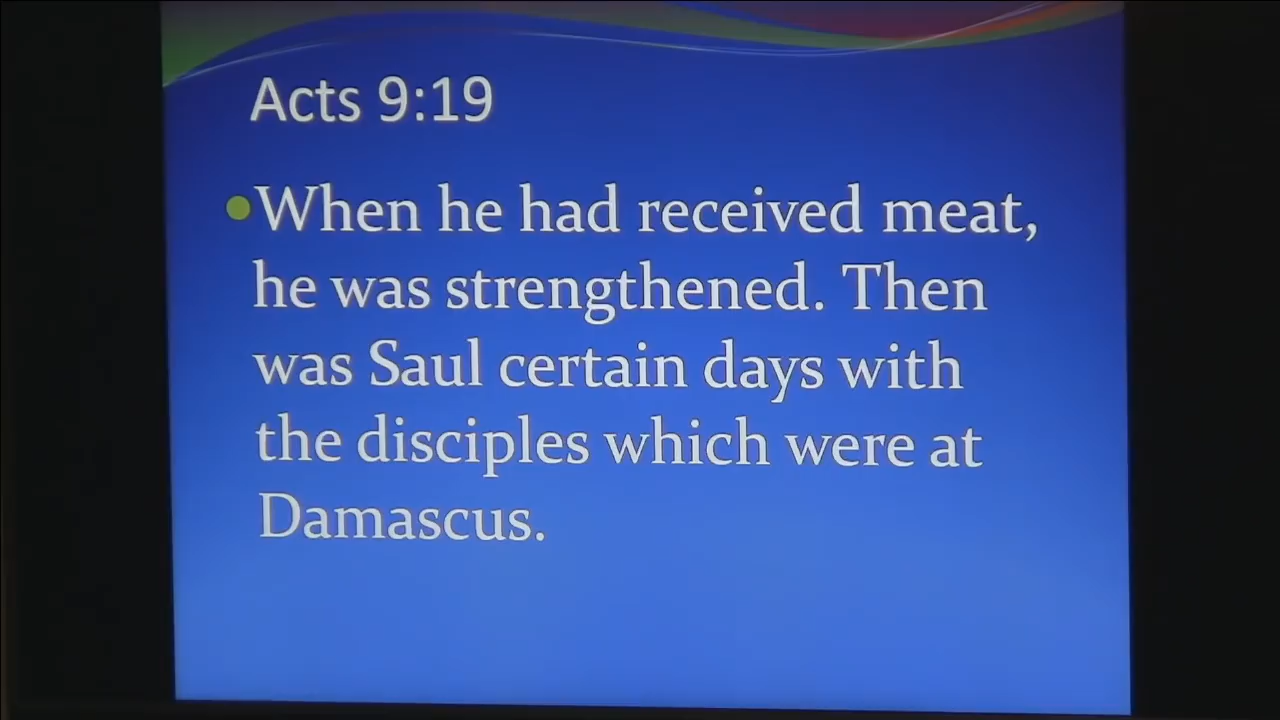 Acts 9:19
•When he had received meat,
he was strengthened. Then
was Saul certain days with
the disciples which were at
Damascus.